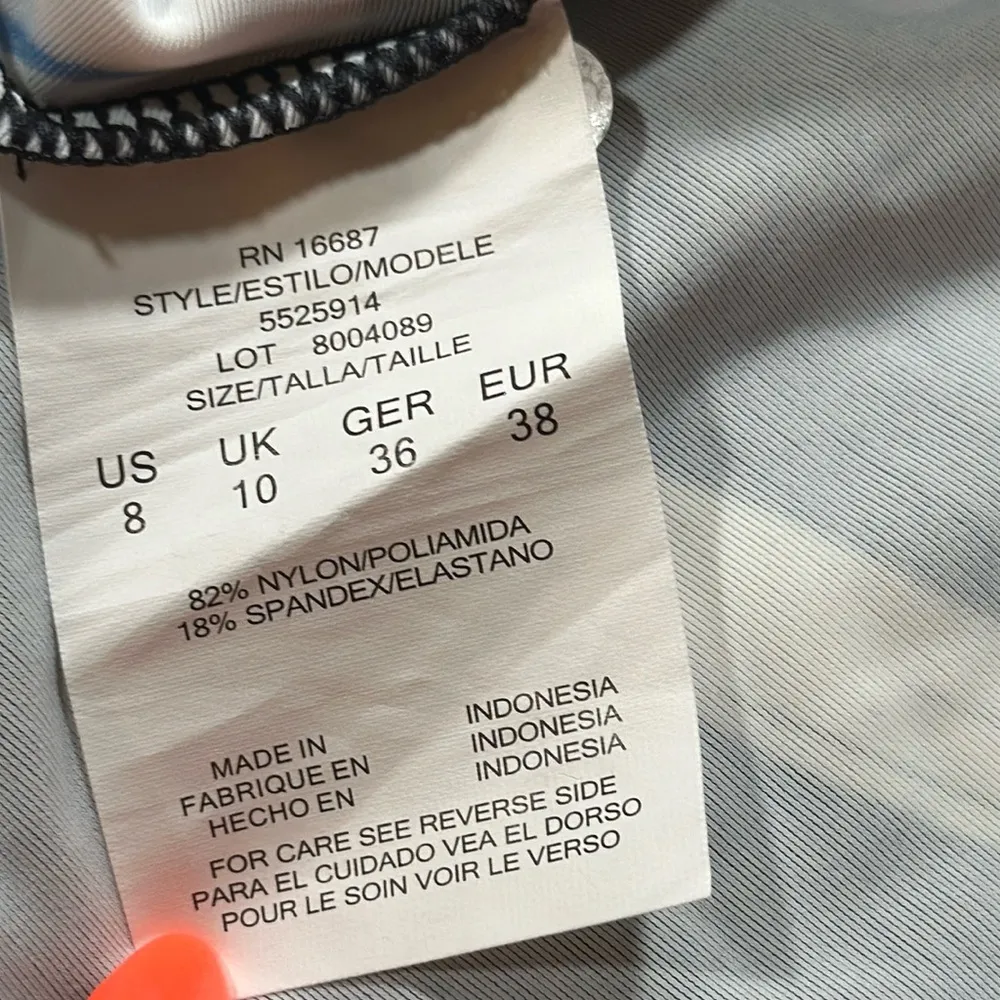 RN 16687
STYLE/ESTILO/MODELE
5525914
LOT 8004089
SIZE/TALLA/TAILLE
US UK GER EUR
8 10 36 38
82% NYLON/POLIAMIDA
18% SPANDEX/ELASTANO
MADE IN INDONESIA
FABRIQUE EN INDONESIA
HECHO EN INDONESIA
FOR CARE SEE REVERSE SIDE
PARA EL CUIDADO VEA EL DORSO
POUR LE SOIN VOIR LE VERSO